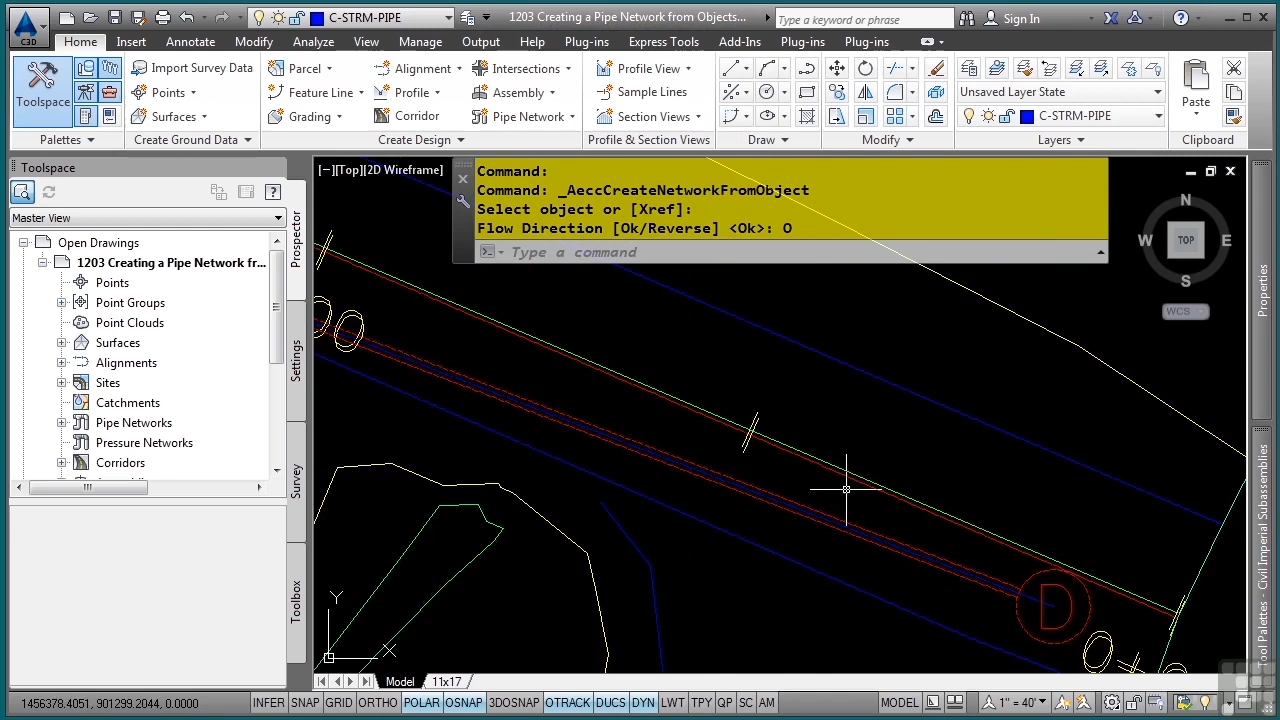 C-STRM-PIPE
1203 Creating a Pipe Network from Objects...
Type a keyword or phrase
Sign In
C3D
Home Insert Annotate Modify Analyze View Manage Output Help Plug-ins Express Tools Add-Ins Plug-ins Plug-ins
Toolspace
Import Survey Data
Points
Surfaces
Parcel
Feature Line
Grading
Alignment
Profile
Corridor
Intersections
Assembly
Pipe Network
Profile View
Sample Lines
Section Views
Unsaved Layer State
C-STRM-PIPE
Paste
Palettes
Create Ground Data
Create Design
Profile & Section Views
Draw
Modify
Layers
Clipboard
Toolspace
Master View
Open Drawings
1203 Creating a Pipe Network fr...
Points
Point Groups
Point Clouds
Surfaces
Alignments
Sites
Catchments
Pipe Networks
Pressure Networks
Corridors
Prospector
Settings
Survey
Toolbox
[−][Top][2D Wireframe]
Command:
Command: _AeccCreateNetworkFromObject
Select object or [Xref]:
Flow Direction [Ok/Reverse] <Ok>: O
Type a command
N
W TOP E
S
WCS
D
Y
X
Properties
Tool Palettes - Civil Imperial Subassemblies
Model 11x17
1456378.4051, 901299.2044, 0.0000
INFER SNAP GRID ORTHO POLAR OSNAP 3DOSNAP OTRACK DUCS DYN LWT TPY QP SC AM
MODEL
1" = 40'